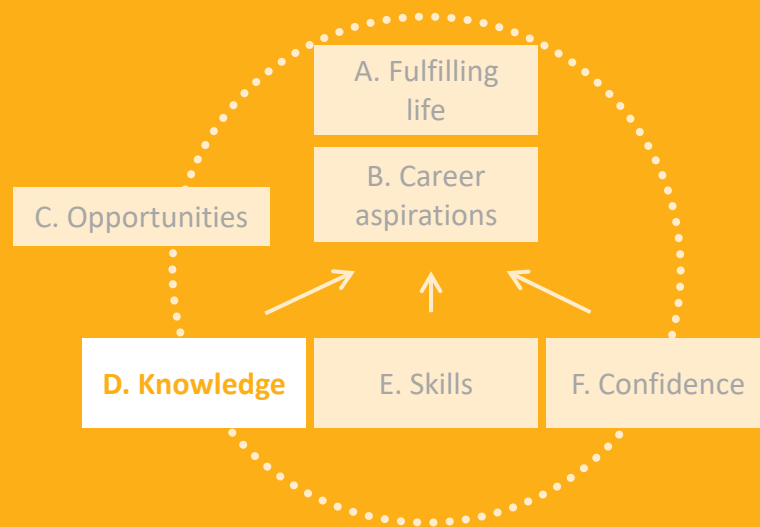 A. Fulfilling
life
B. Career
aspirations
C. Opportunities
D. Knowledge
E. Skills
F. Confidence